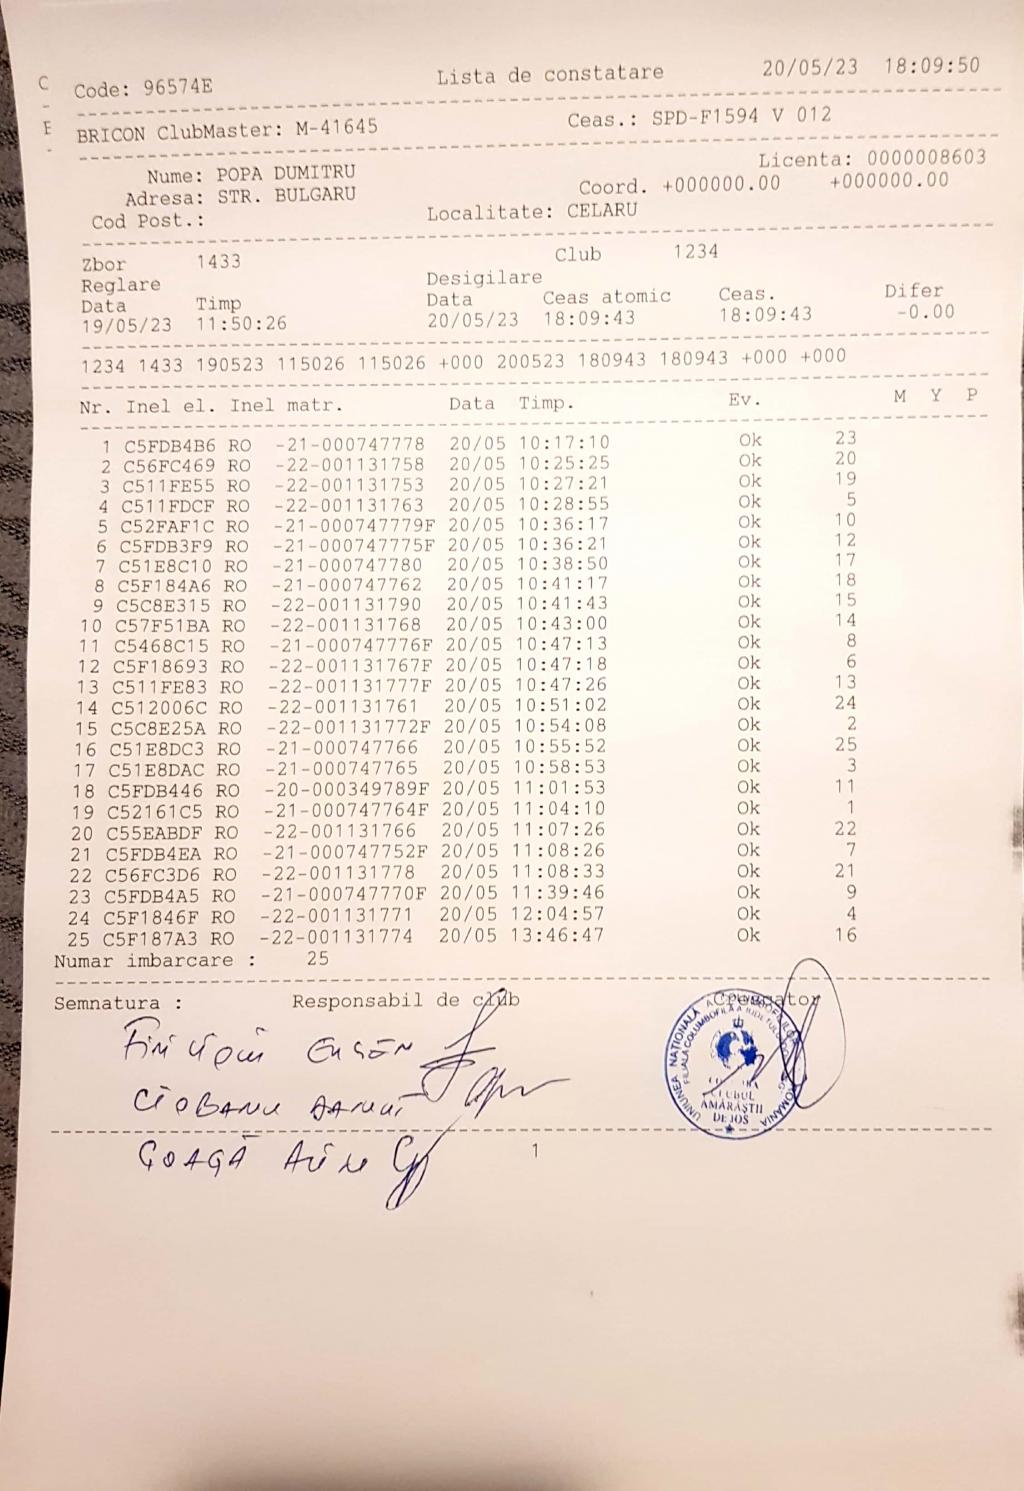 C
E
Code: 96574E Lista de constatare 20/05/23 18:09:50
BRICON ClubMaster: M-41645 Ceas.: SPD-F1594 V 012
Nume: POPA DUMITRU Licenta: 0000008603
Adresa: STR. BULGARU Coord. +000000.00 +000000.00
Cod Post.: Localitate: CELARU
Zbor 1433 Club 1234
Reglare Desigilare
Data Timp Data Ceas atomic Ceas. Difer
19/05/23 11:50:26 20/05/23 18:09:43 18:09:43 -0.00
1234 1433 190523 115026 115026 +000 200523 180943 180943 +000 +000
Nr. Inel el. Inel matr. Data Timp. Ev. M Y P
1 C5FDB4B6 RO -21-000747778 20/05 10:17:10 Ok 23
2 C56FC469 RO -22-001131758 20/05 10:25:25 Ok 20
3 C511FE55 RO -22-001131753 20/05 10:27:21 Ok 19
4 C511FDCF RO -22-001131763 20/05 10:28:55 Ok 5
5 C52FAF1C RO -21-000747779F 20/05 10:36:17 Ok 10
6 C5FDB3F9 RO -21-000747775F 20/05 10:36:21 Ok 12
7 C51E8C10 RO -21-000747780 20/05 10:38:50 Ok 17
8 C5F184A6 RO -21-000747762 20/05 10:41:17 Ok 18
9 C5C8E315 RO -22-001131790 20/05 10:41:43 Ok 15
10 C57F51BA RO -22-001131768 20/05 10:43:00 Ok 14
11 C5468C15 RO -21-000747776F 20/05 10:47:13 Ok 8
12 C5F18693 RO -22-001131767F 20/05 10:47:18 Ok 6
13 C511FE83 RO -22-001131777F 20/05 10:47:26 Ok 13
14 C512006C RO -22-001131761 20/05 10:51:02 Ok 24
15 C5C8E25A RO -22-001131772F 20/05 10:54:08 Ok 2
16 C51E8DC3 RO -21-000747766 20/05 10:55:52 Ok 25
17 C51E8DAC RO -21-000747765 20/05 10:58:53 Ok 3
18 C5FDB446 RO -20-000349789F 20/05 11:01:53 Ok 11
19 C52161C5 RO -21-000747764F 20/05 11:04:10 Ok 1
20 C55EABDF RO -22-001131766 20/05 11:07:26 Ok 22
21 C5FDB4EA RO -21-000747752F 20/05 11:08:26 Ok 7
22 C56FC3D6 RO -22-001131778 20/05 11:08:33 Ok 21
23 C5FDB4A5 RO -21-000747770F 20/05 11:39:46 Ok 9
24 C5F1846F RO -22-001131771 20/05 12:04:57 Ok 4
25 C5F187A3 RO -22-001131774 20/05 13:46:47 Ok 16
Numar imbarcare : 25
Semnatura : Responsabil de club
UNIUNEA NAȚIONALĂ A COLUMBOFILILOR ROMÂNIA
FILIALA COLUMBOFILĂ A JUDEȚULUI
CLUBUL
AMĂRĂȘTII
DE JOS
CIOBANU
GOAGĂ
1